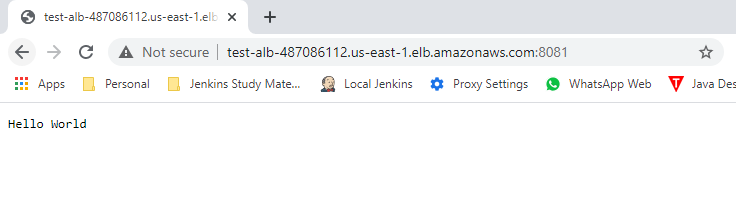 test-alb-487086112.us-east-1.elb
Not secure test-alb-487086112.us-east-1.elb.amazonaws.com:8081
Apps Personal Jenkins Study Mate... Local Jenkins Proxy Settings WhatsApp Web T Java Des
Hello World